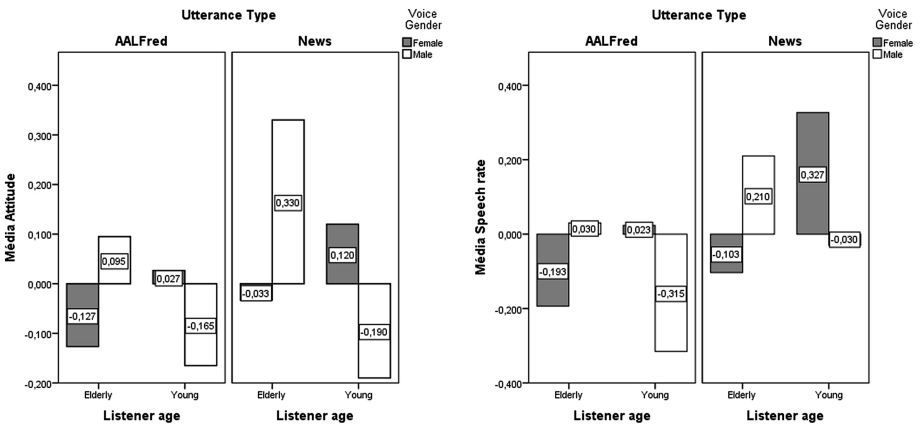 Utterance Type
Voice
Gender
AALFred
News
Female
Male
Média Attitude
0,400
0,300
0,200
0,100
0,000
-0,100
-0,200
-0,127
0,095
0,027
-0,165
-0,033
0,330
0,120
-0,190
Elderly
Young
Elderly
Young
Listener age
Listener age
Utterance Type
Voice
Gender
AALFred
News
Female
Male
Média Speech rate
0,400
0,200
0,000
-0,200
-0,400
-0,193
0,030
0,023
-0,315
-0,103
0,210
0,327
-0,030
Elderly
Young
Elderly
Young
Listener age
Listener age